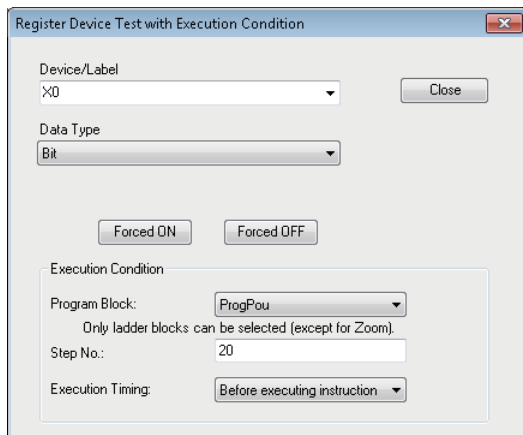 Register Device Test with Execution Condition
Device/Label
X0
Close
Data Type
Bit
Forced ON Forced OFF
Execution Condition
Program Block: ProgPou
Only ladder blocks can be selected (except for Zoom).
Step No.: 20
Execution Timing: Before executing instruction